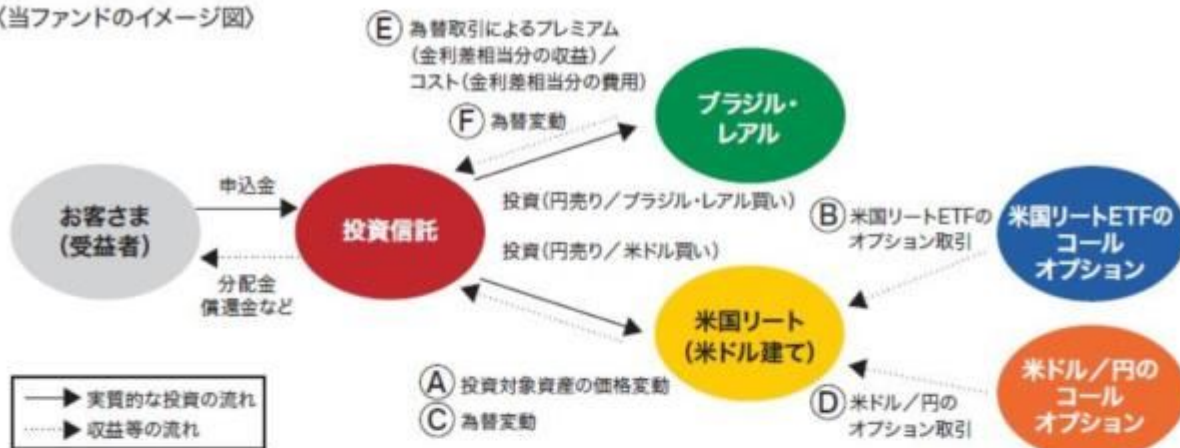 〈当ファンドのイメージ図〉
Ⓔ 為替取引によるプレミアム
(金利差相当分の収益)／
コスト(金利差相当分の費用)
Ⓕ 為替変動
ブラジル・
レアル
申込金
お客さま
(受益者)
投資信託
分配金
償還金など
投資(円売り／ブラジル・レアル買い)
投資(円売り／米ドル買い)
Ⓑ 米国リートETFの
オプション取引
米国リートETFの
コール
オプション
米国リート
(米ドル建て)
Ⓐ 投資対象資産の価格変動
Ⓒ 為替変動
Ⓓ 米ドル／円の
オプション取引
米ドル／円の
コール
オプション
実質的な投資の流れ
収益等の流れ